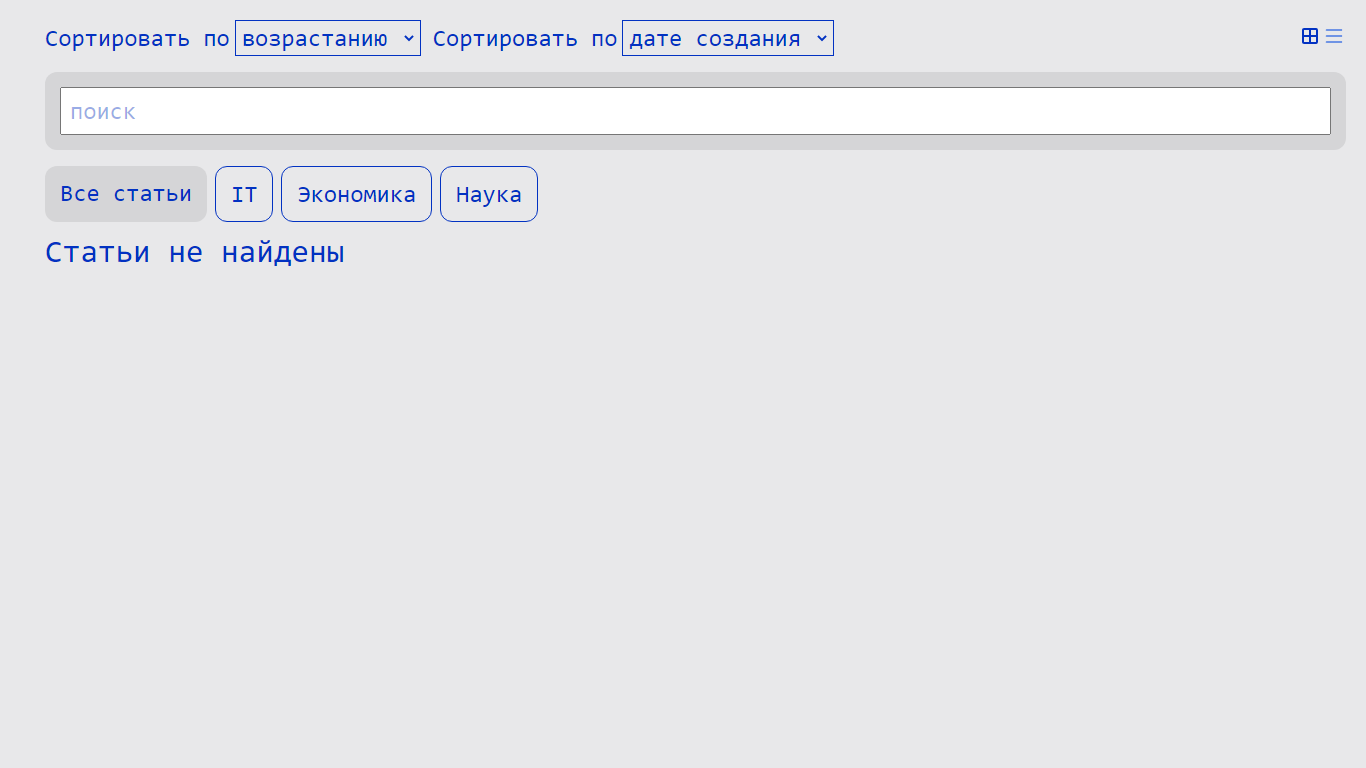 Сортировать по возрастанию Сортировать по дате создания
поиск
Все статьи IT Экономика Наука
Статьи не найдены